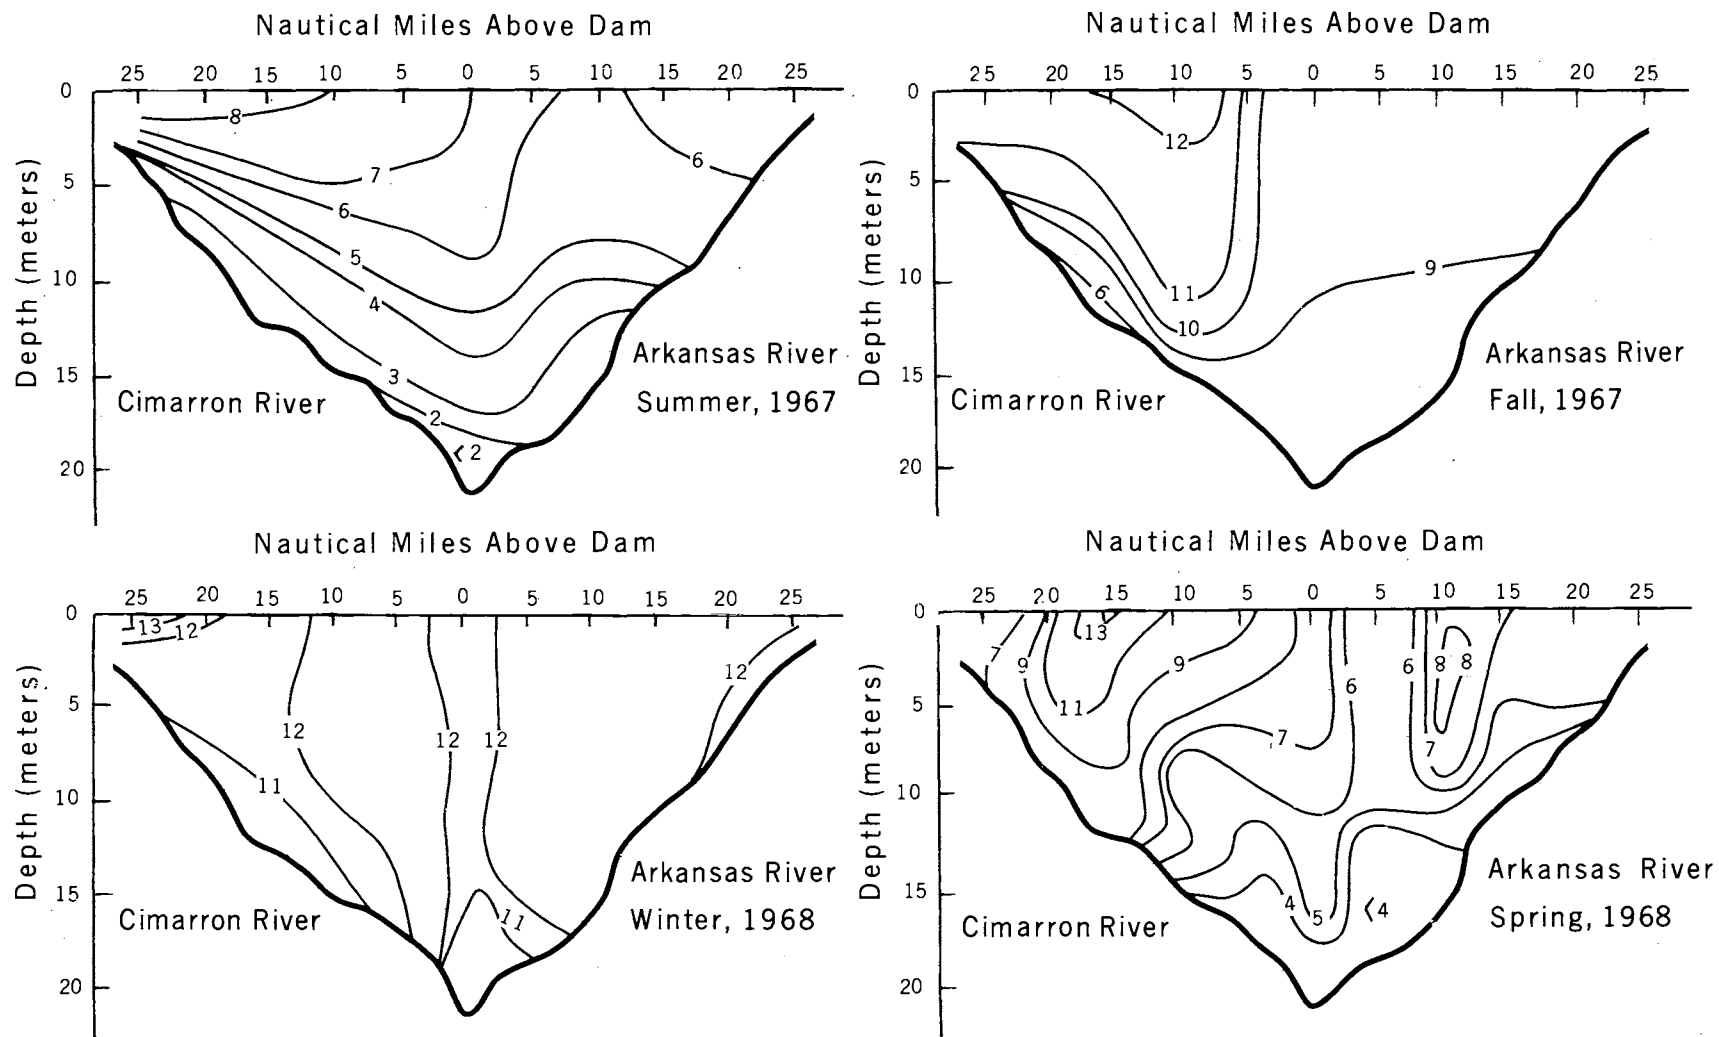 Nautical Miles Above Dam
25 20 15 10 5 0 5 10 15 20 25
0
5
10
15
20
Depth (meters)
8
7
6
6
5
4
3
2
<2
Cimarron River
Arkansas River
Summer, 1967
Nautical Miles Above Dam
25 20 15 10 5 0 5 10 15 20 25
0
5
10
15
20
Depth (meters)
12
11
10
9
6
Cimarron River
Arkansas River
Fall, 1967
Nautical Miles Above Dam
25 20 15 10 5 0 5 10 15 20 25
0
5
10
15
20
Depth (meters)
13
12
12
12
12
12
11
11
Cimarron River
Arkansas River
Winter, 1968
Nautical Miles Above Dam
25 20 15 10 5 0 5 10 15 20 25
0
5
10
15
20
Depth (meters)
13
7
9
9
11
6
6
8
8
7
7
4
5
<4
Cimarron River
Arkansas River
Spring, 1968